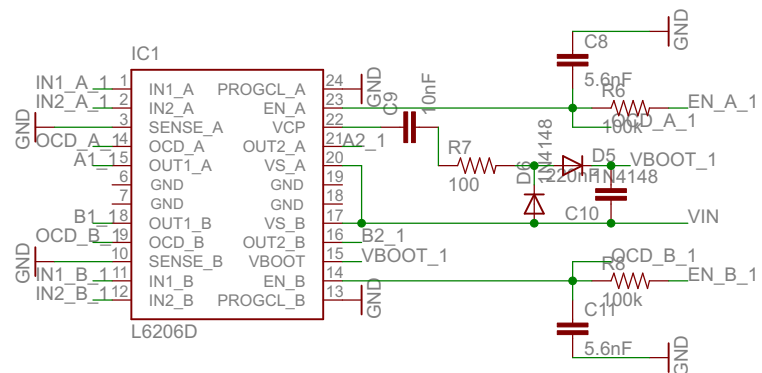 IC1
IN1_A_1 1 IN1_A
IN2_A_1 2 IN2_A
GND 3 SENSE_A
OCD_A_1 4 OCD_A
A1_1 5 OUT1_A
6 GND
7 GND
B1_1 8 OUT1_B
OCD_B_1 9 OCD_B
GND 10 SENSE_B
IN1_B_1 11 IN1_B
IN2_B_1 12 IN2_B
L6206D
PROGCL_A 24 GND
EN_A 23
VCP 22
OUT2_A 21 A2_1
VS_A 20
GND 19
GND 18
VS_B 17
OUT2_B 16 B2_1
VBOOT 15 VBOOT_1
EN_B 14
PROGCL_B 13 GND
C9
10nF
R7
100
C8
5.6nF
GND
R6
100k
EN_A_1
OCD_A_1
D6
1N4148
D5
1N4148
VBOOT_1
220nF
C10
VIN
OCD_B_1
R8
100k
EN_B_1
C11
5.6nF
GND